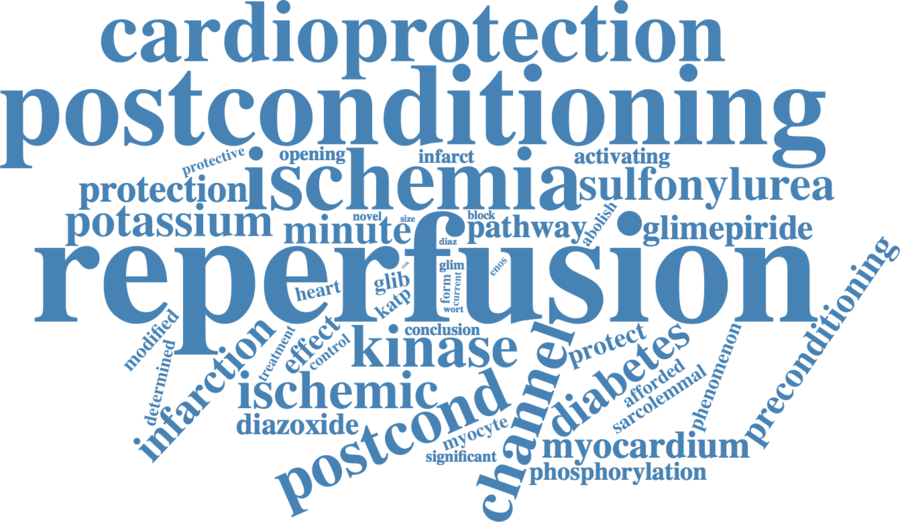 cardioprotection
postconditioning
protective
opening
infarct
activating
protection
ischemia
sulfonylurea
potassium
minute
novel
size
block
pathway
abolish
glimepiride
reperfusion
diaz
glim
enos
heart
glib
katp
form
current
wort
modified
determined
infarction
treatment
effect
control
conclusion
kinase
channel
protect
diabetes
afforded
sarcolemmal
phenomenon
preconditioning
ischemic
diazoxide
postcond
myocyte
significant
myocardium
phosphorylation